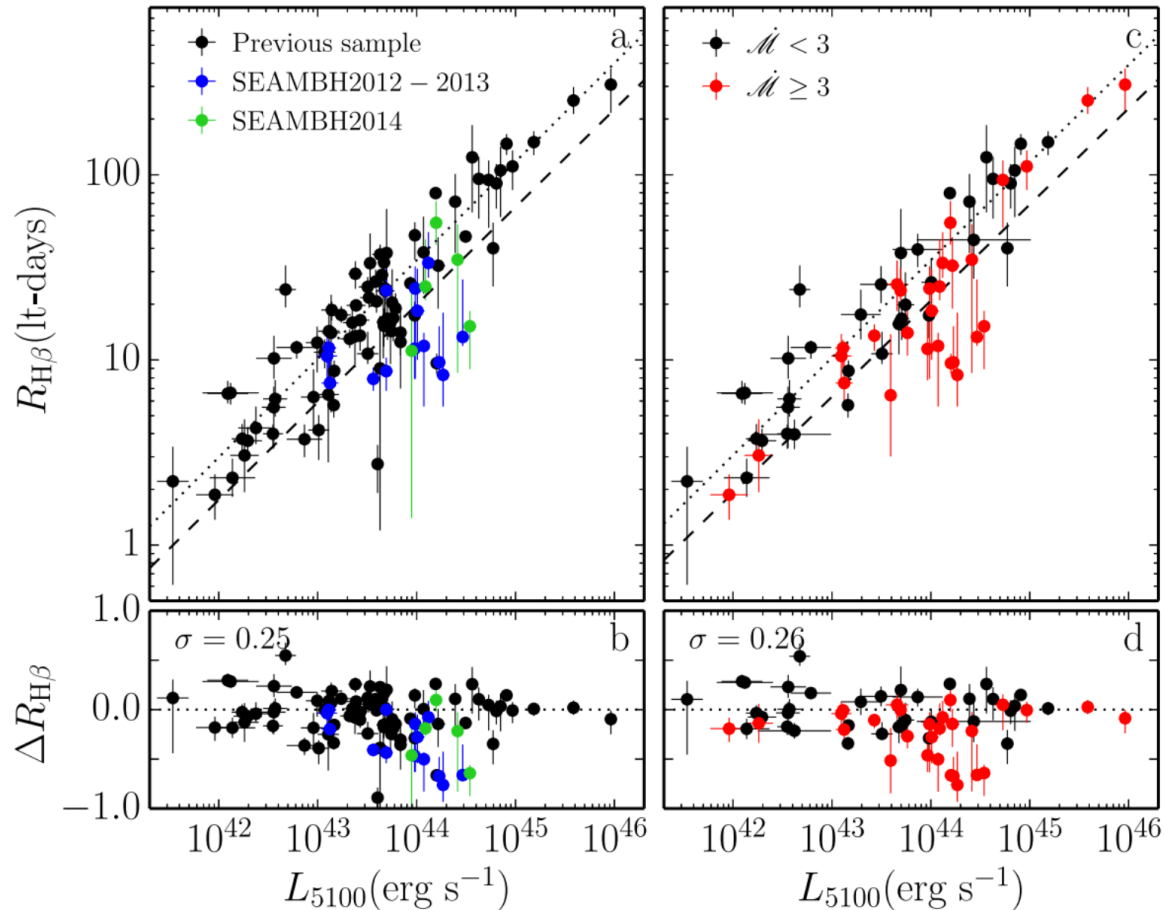 a
Previous sample
SEAMBH2012 − 2013
SEAMBH2014
c
ℳ̇ < 3
ℳ̇ ≥ 3
100
10
1
R_Hβ(lt-days)
b
σ = 0.25
d
σ = 0.26
1.0
0.0
−1.0
ΔR_Hβ
10^42 10^43 10^44 10^45 10^46
10^42 10^43 10^44 10^45 10^46
L_5100(erg s^−1)
L_5100(erg s^−1)